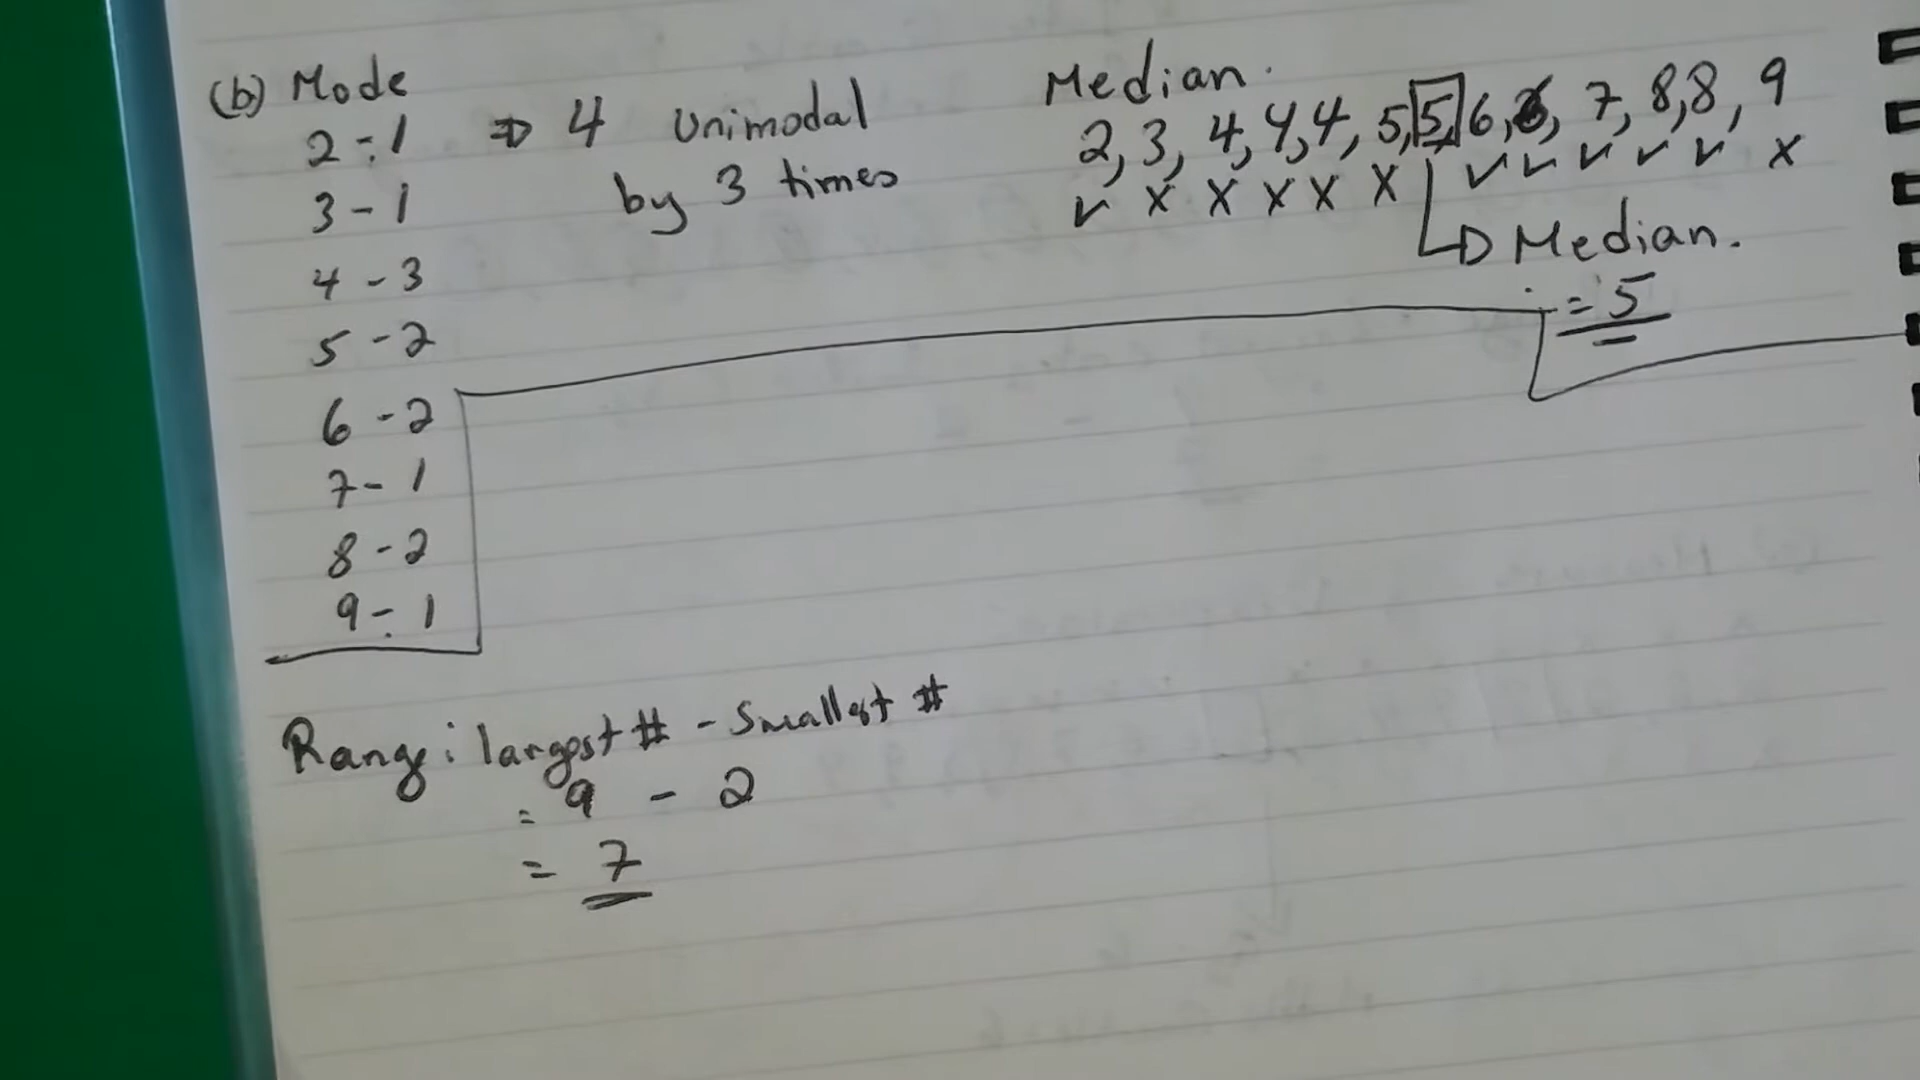 (b) Mode
2 - 1 ⇒ 4 Unimodal
by 3 times
3 - 1
4 - 3
5 - 2
6 - 2
7 - 1
8 - 2
9 - 1
Median.
2, 3, 4, 4, 4, 5, 5, 6, 6, 7, 8, 8, 9
✓ x x x x x ✓ ✓ ✓ ✓ ✓ x
Median.
= 5
Range: largest # - Smallest #
= 9 - 2
= 7